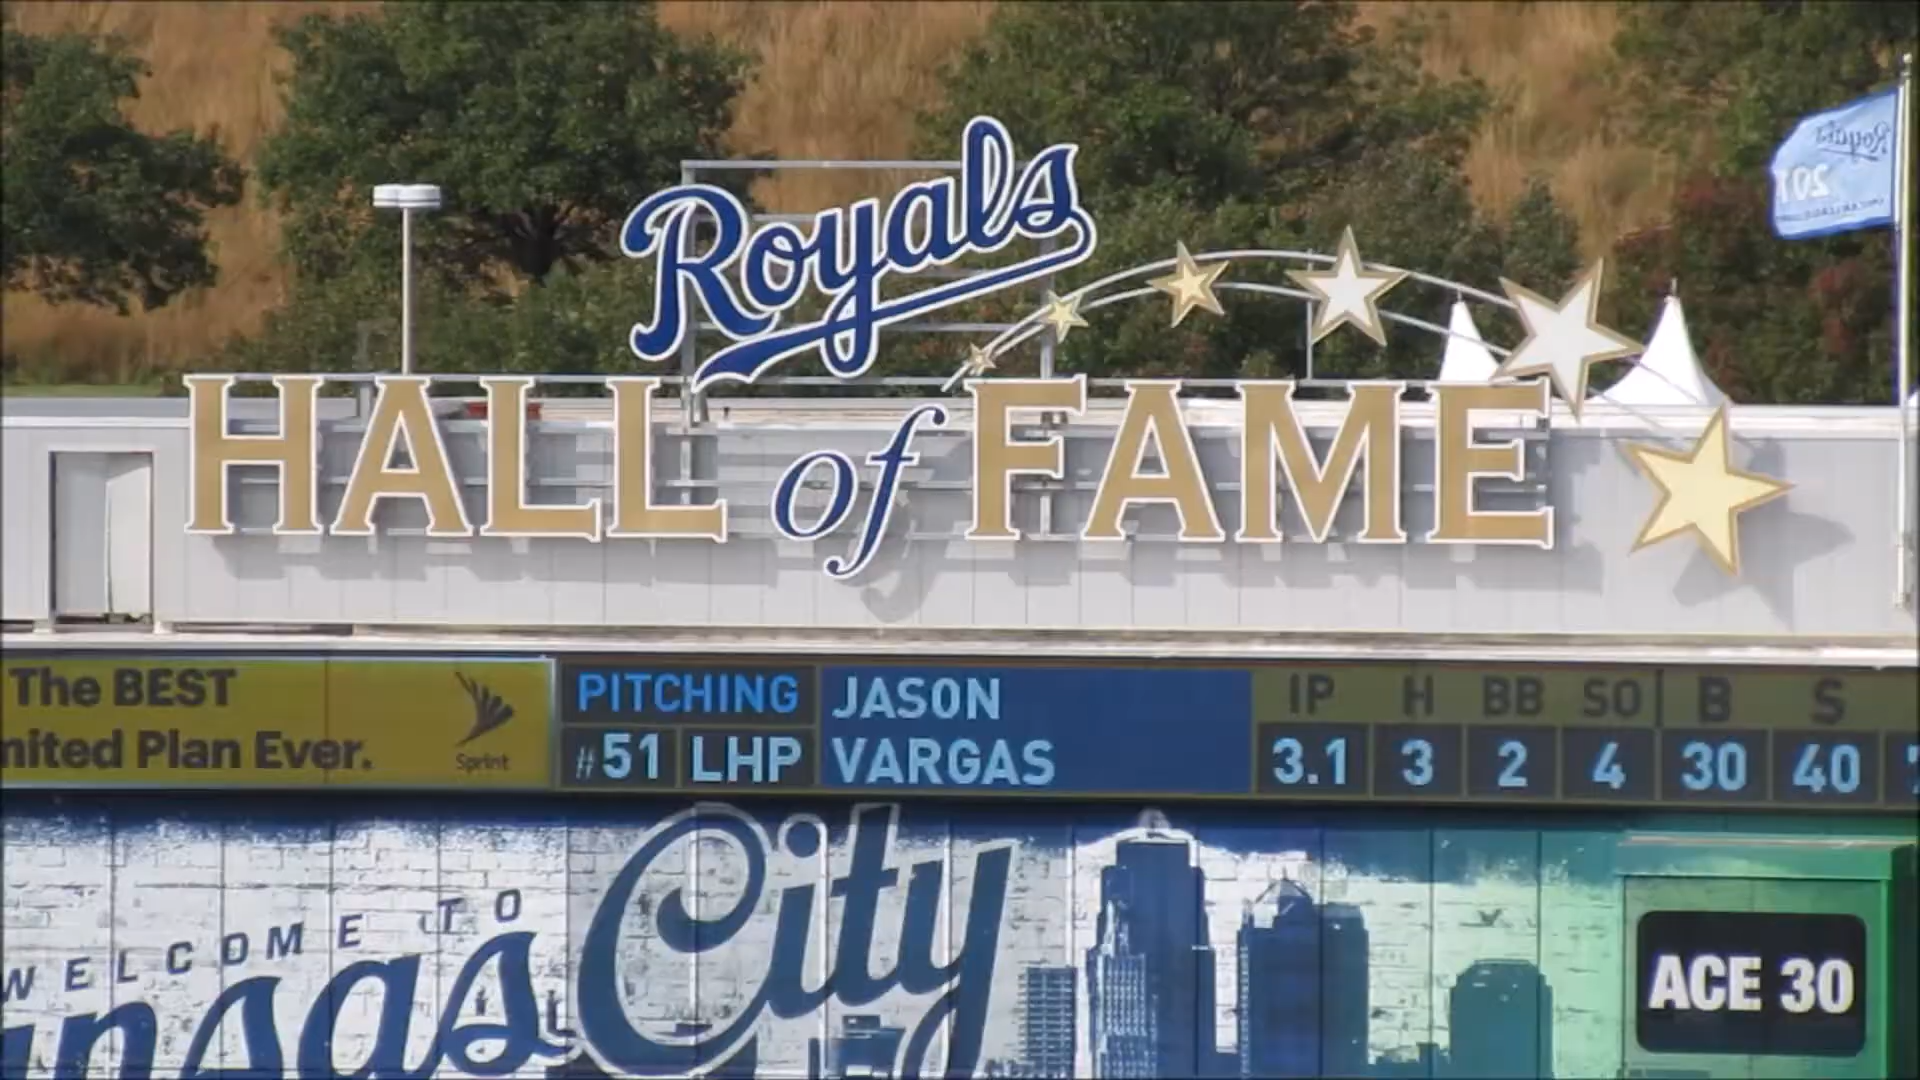 Royals
HALL of FAME
The BEST
Plan Ever.
Sprint
PITCHING
#51 LHP
JASON
VARGAS
IP H BB SO B S
3.1 3 2 4 30 40
WELCOME TO
City
ACE 30